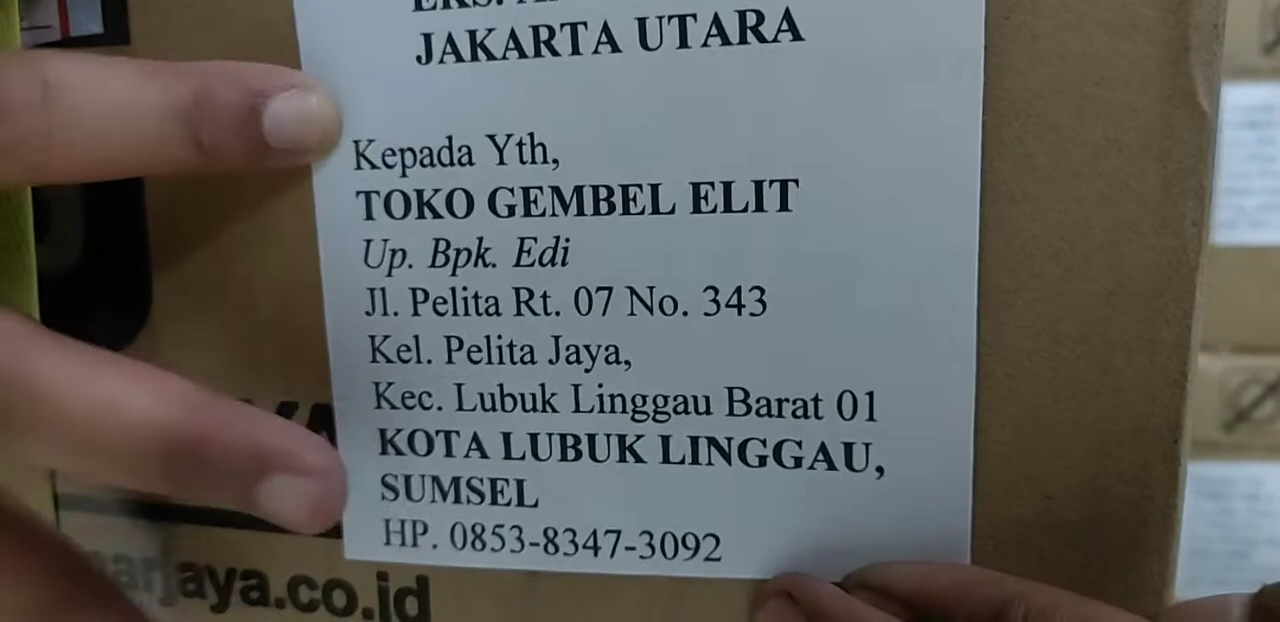 JAKARTA UTARA
Kepada Yth,
TOKO GEMBEL ELIT
Up. Bpk. Edi
Jl. Pelita Rt. 07 No. 343
Kel. Pelita Jaya,
Kec. Lubuk Linggau Barat 01
KOTA LUBUK LINGGAU,
SUMSEL
HP. 0853-8347-3092
jaya.co.id